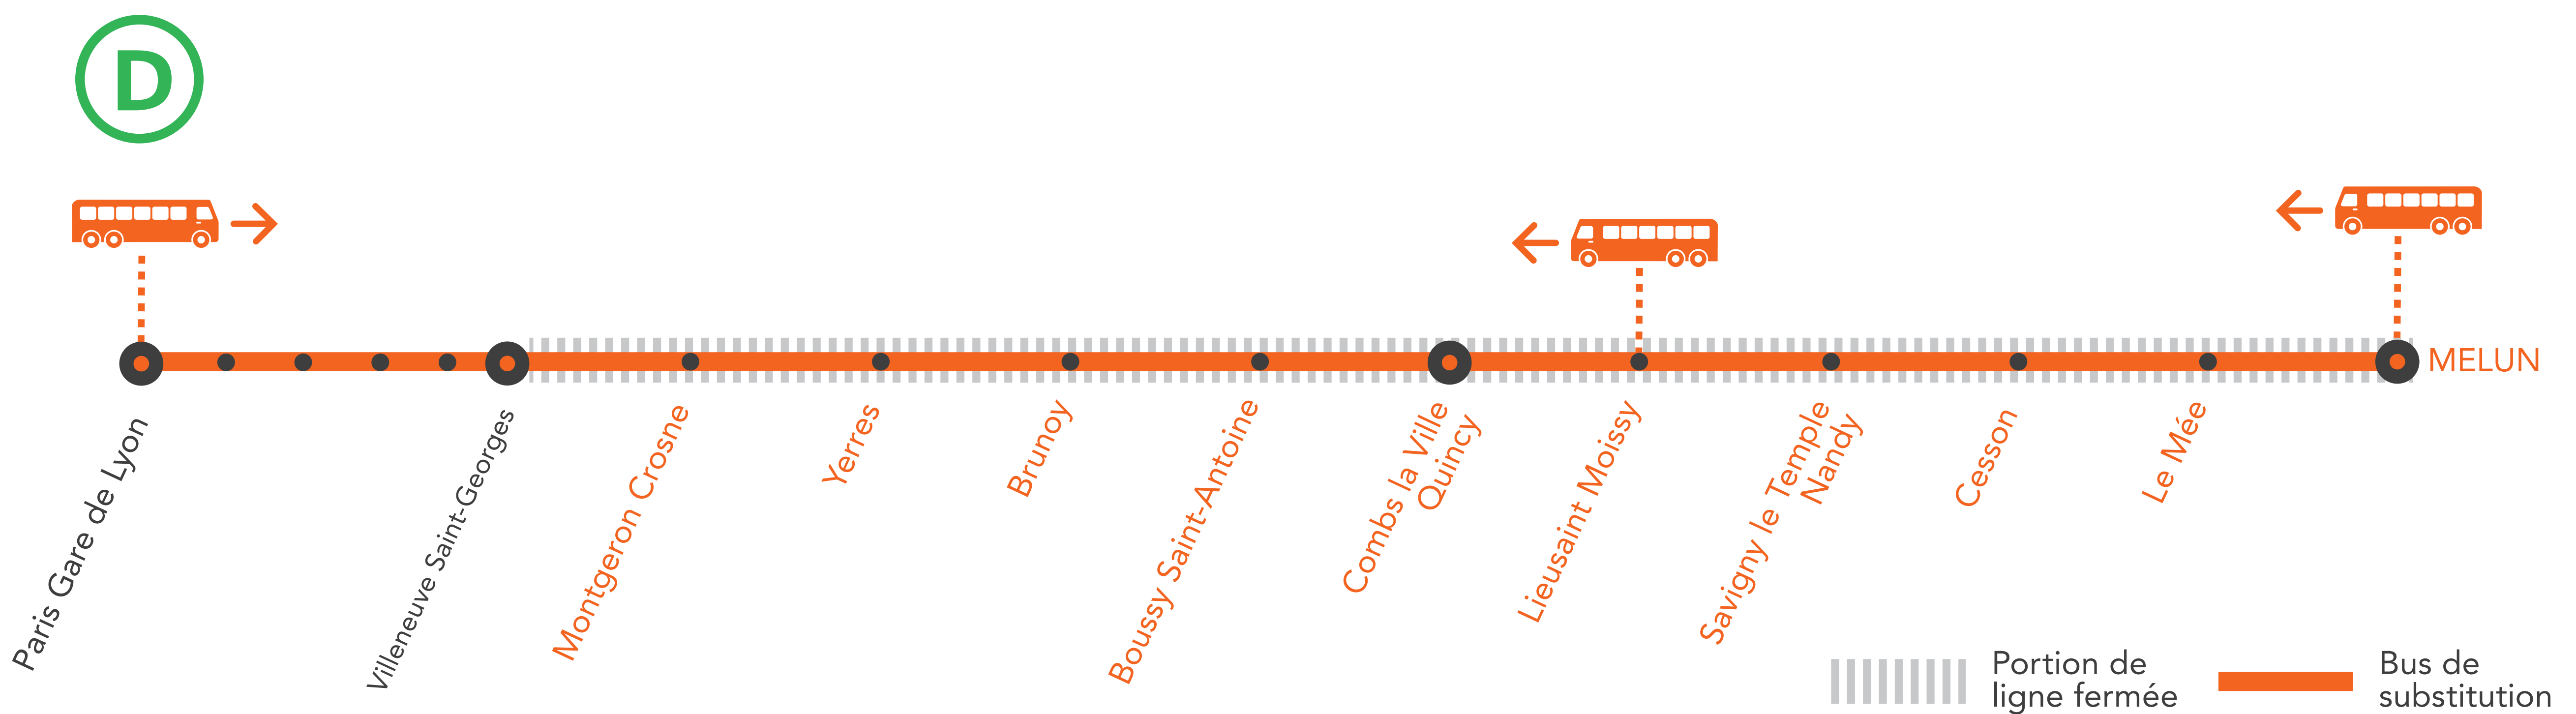 D
MELUN
Paris Gare de Lyon
Villeneuve Saint-Georges
Montgeron Crosne
Yerres
Brunoy
Boussy Saint-Antoine
Combs la Ville
Quincy
Lieusaint Moissy
Savigny le Temple
Nandy
Cesson
Le Mée
Portion de
ligne fermée
Bus de
substitution